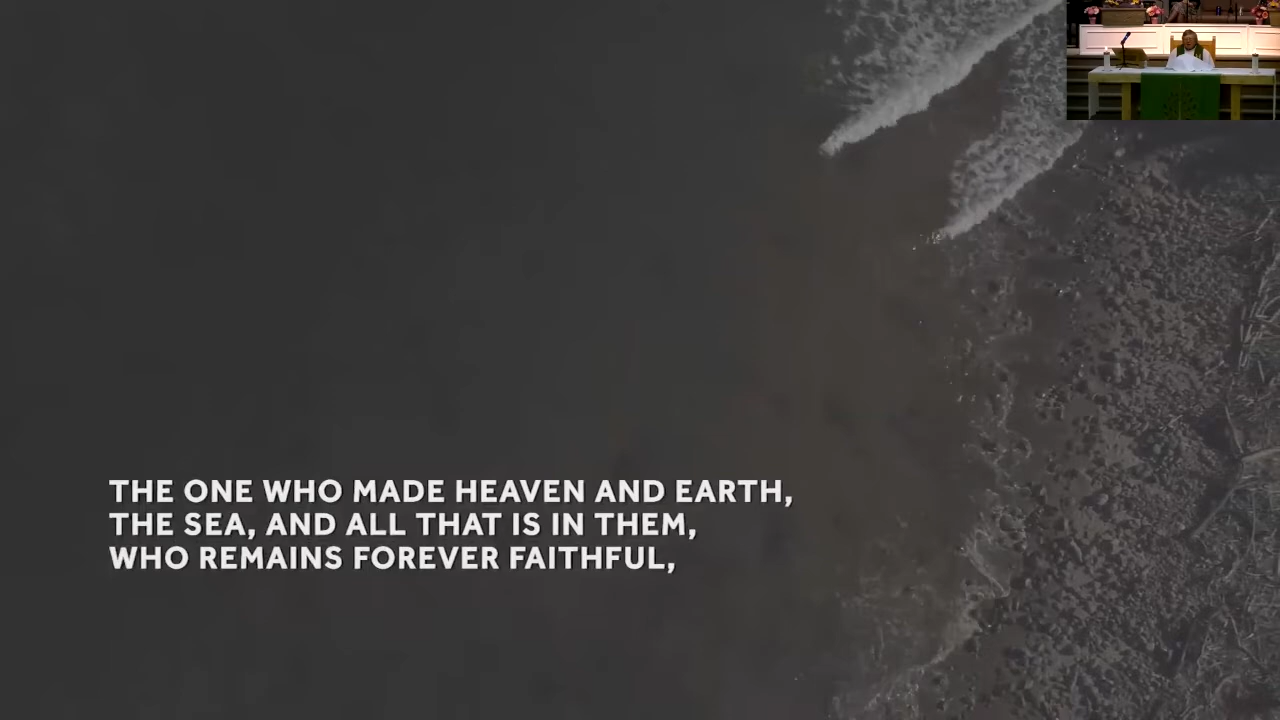 THE ONE WHO MADE HEAVEN AND EARTH,
THE SEA, AND ALL THAT IS IN THEM,
WHO REMAINS FOREVER FAITHFUL,